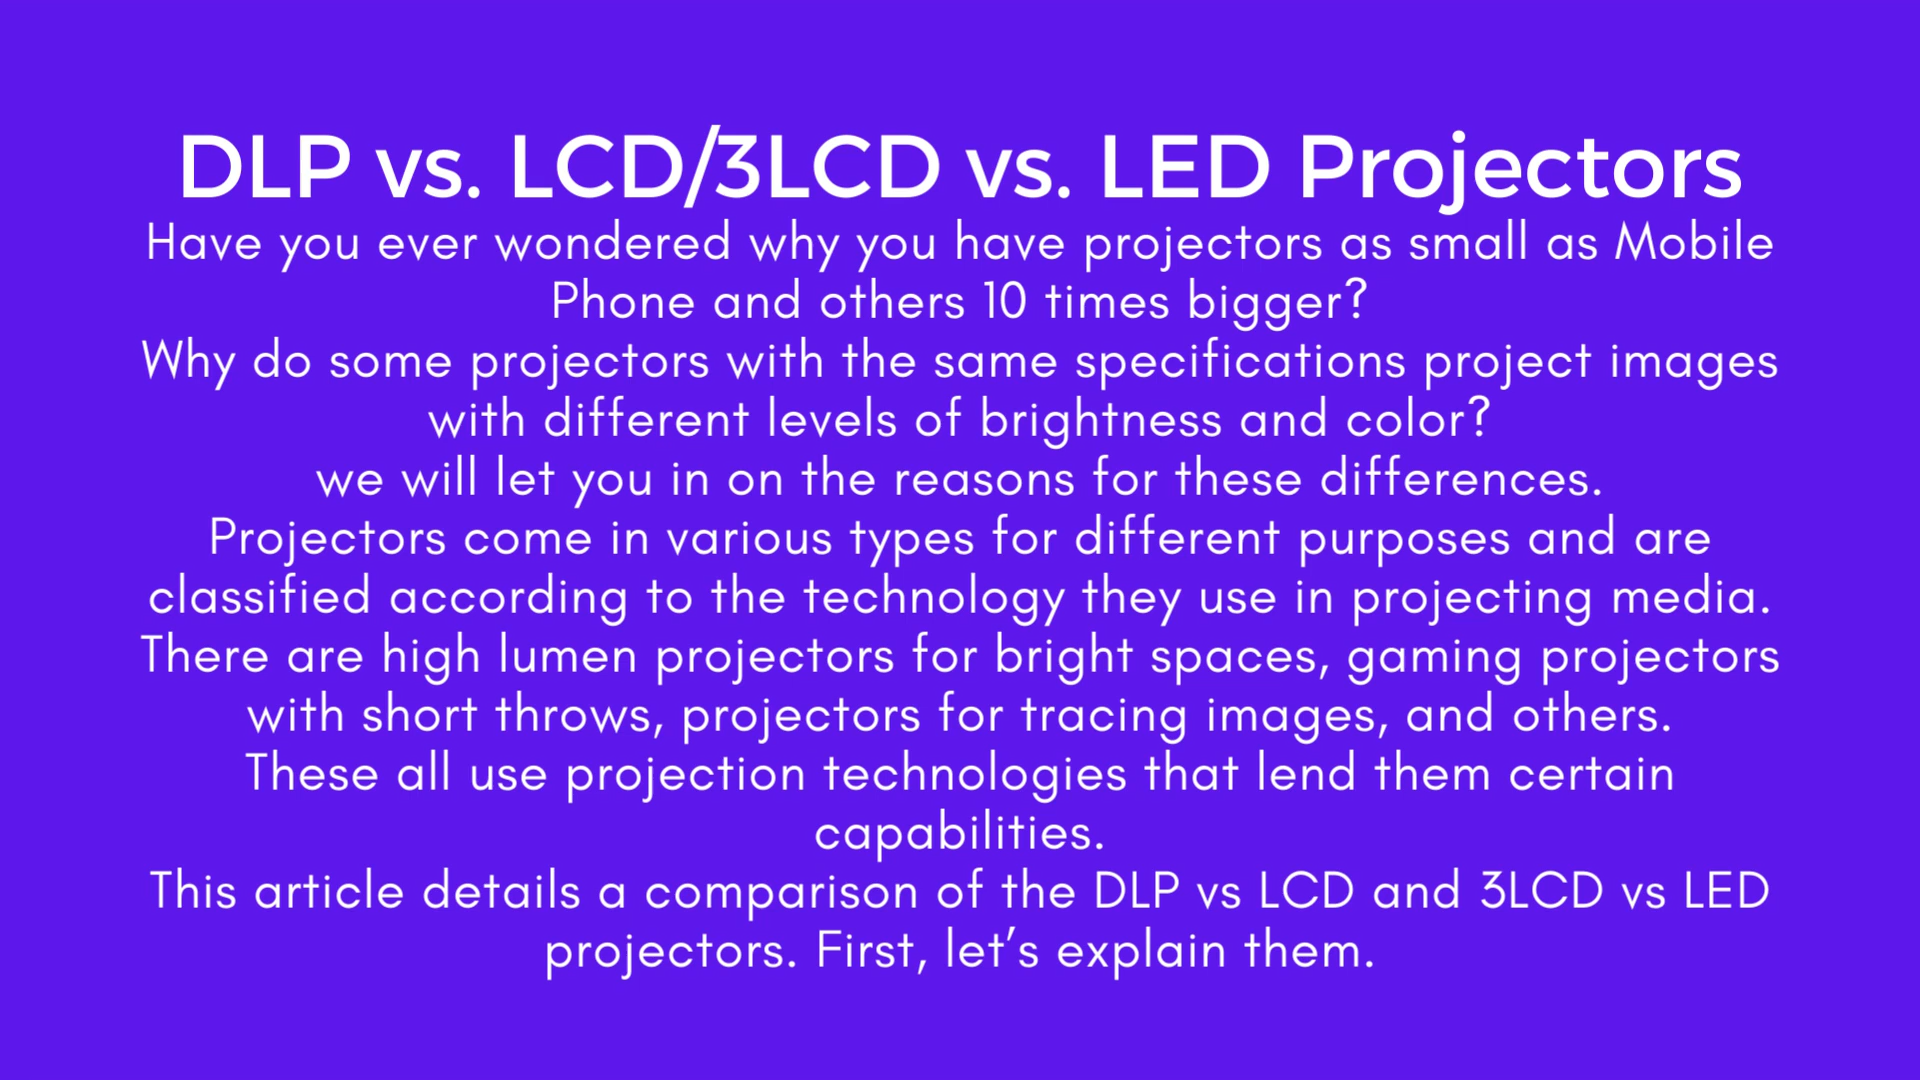 DLP vs. LCD/3LCD vs. LED Projectors
Have you ever wondered why you have projectors as small as Mobile
Phone and others 10 times bigger?
Why do some projectors with the same specifications project images
with different levels of brightness and color?
we will let you in on the reasons for these differences.
Projectors come in various types for different purposes and are
classified according to the technology they use in projecting media.
There are high lumen projectors for bright spaces, gaming projectors
with short throws, projectors for tracing images, and others.
These all use projection technologies that lend them certain
capabilities.
This article details a comparison of the DLP vs LCD and 3LCD vs LED
projectors. First, let’s explain them.